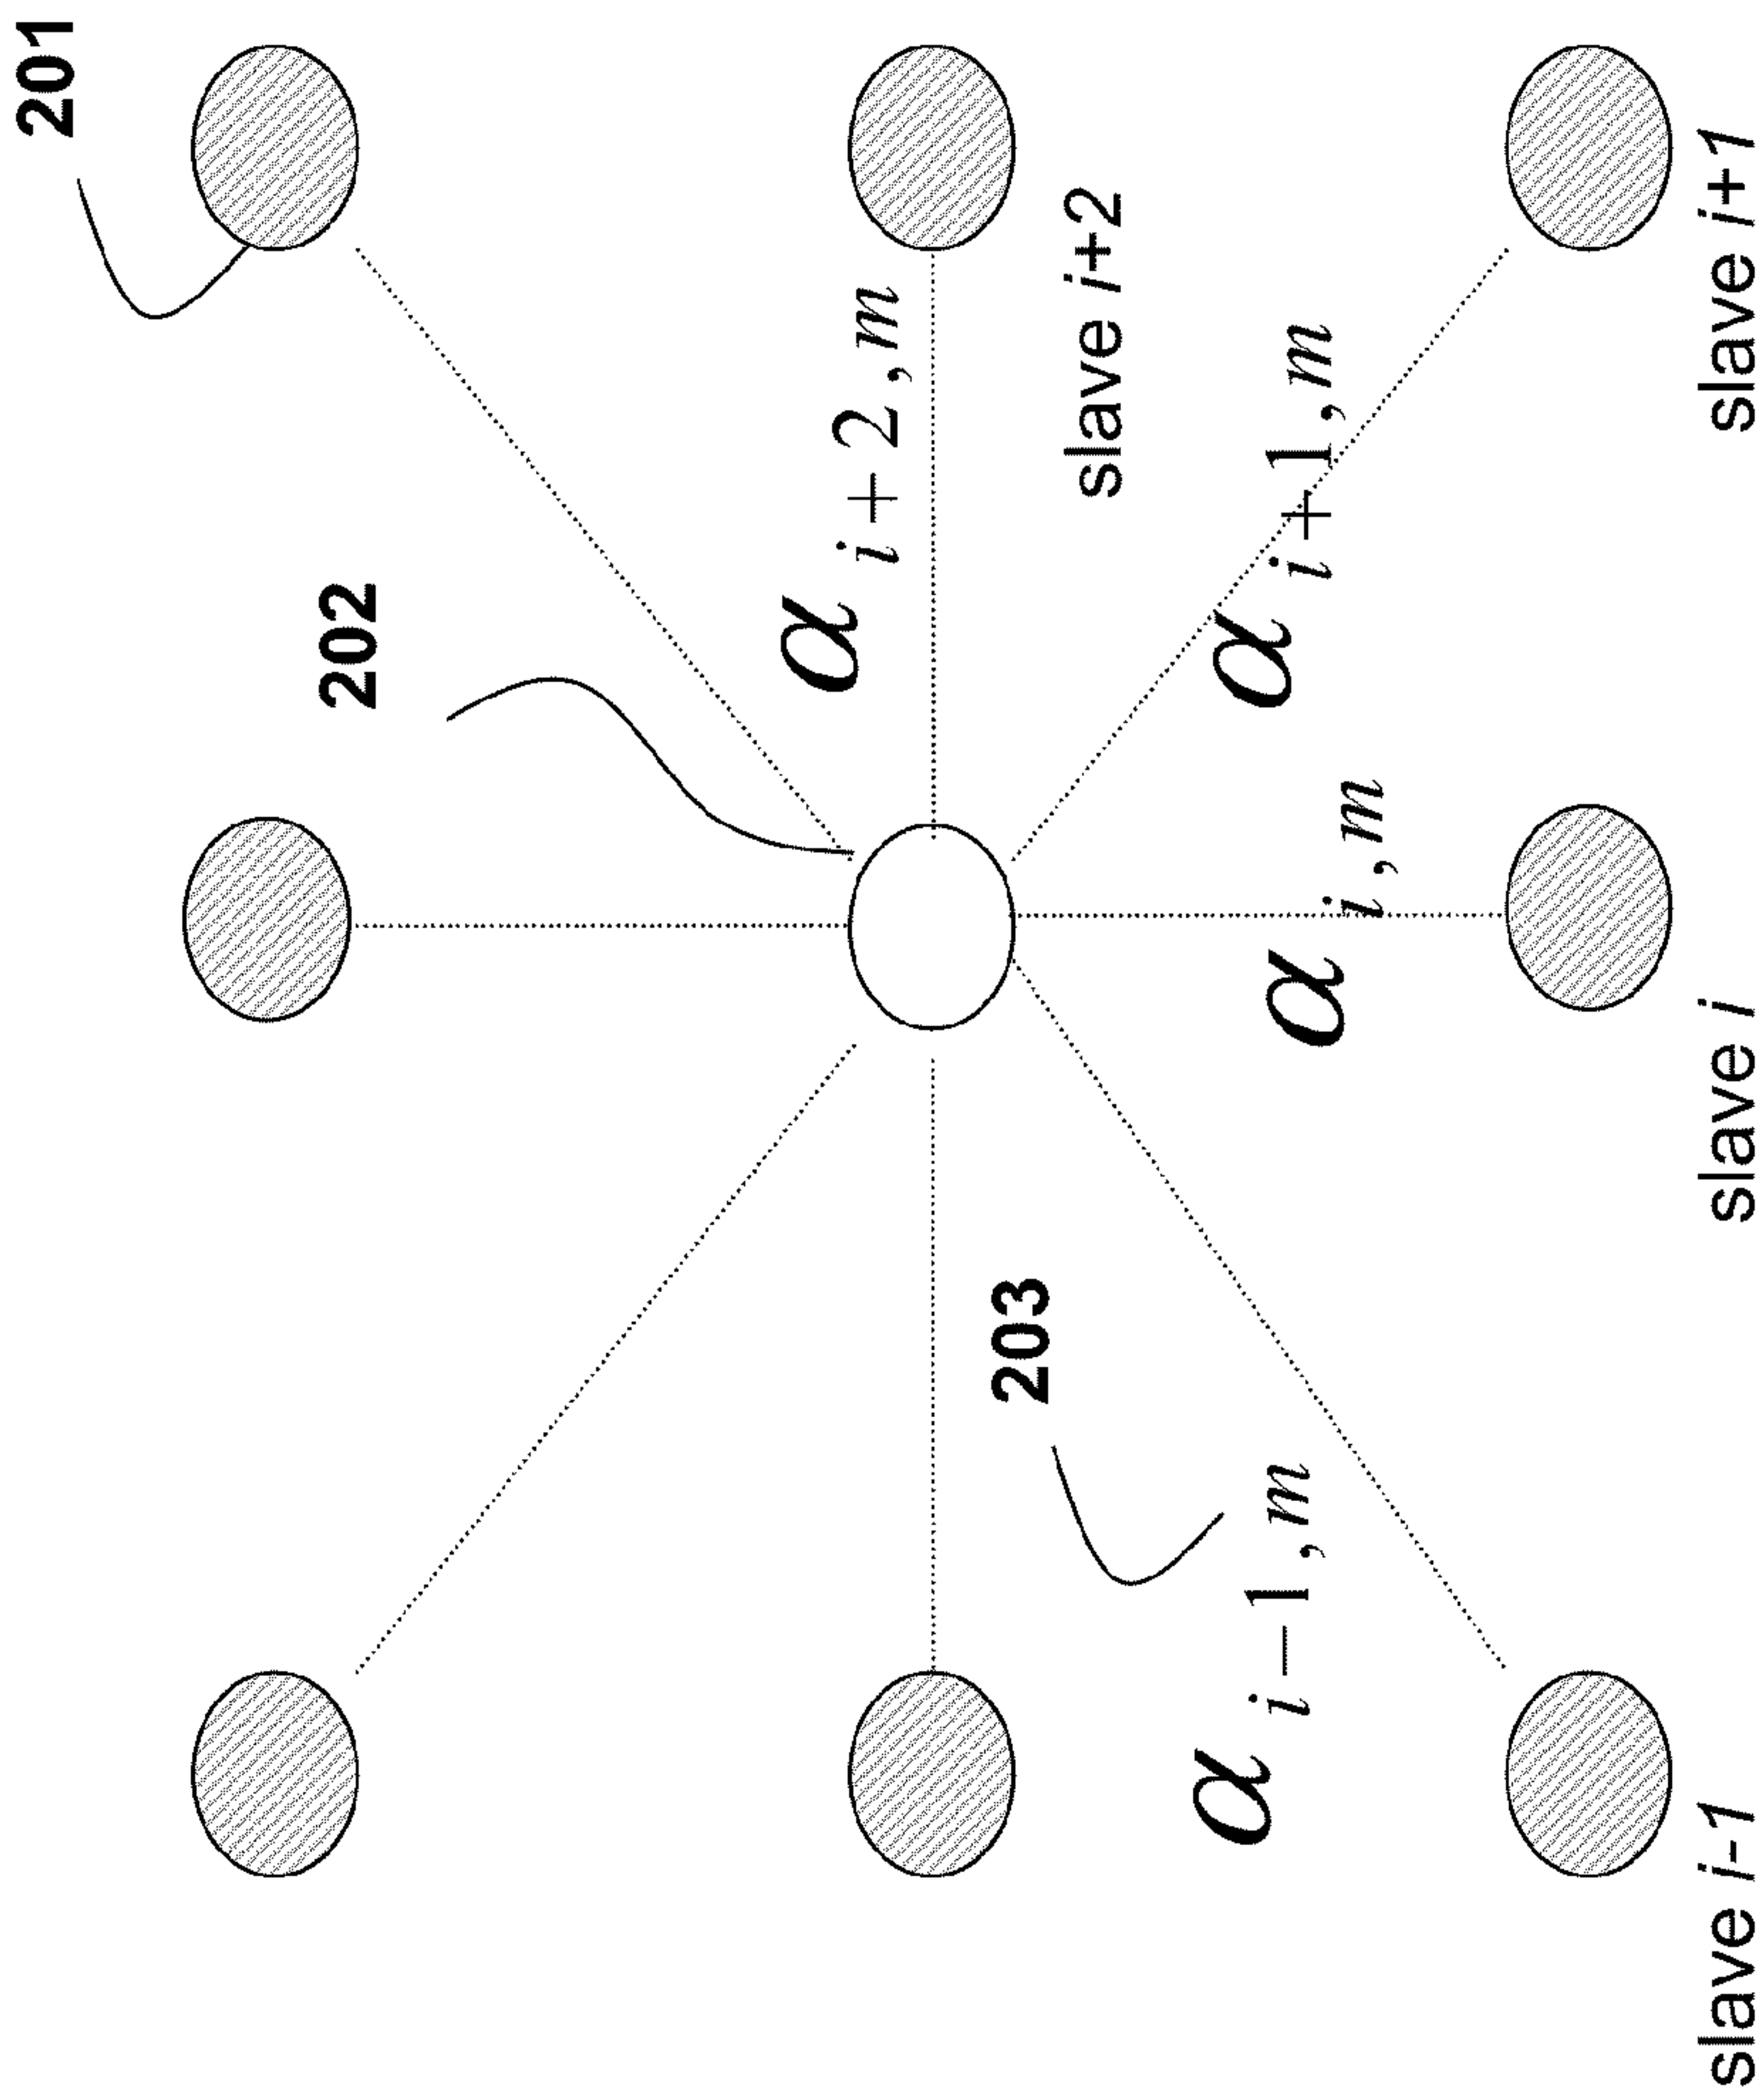 201
202
α i+2,m
203
slave i+2
α i−1,m
α i+1,m
α i,m
slave i-1
slave i
slave i+1